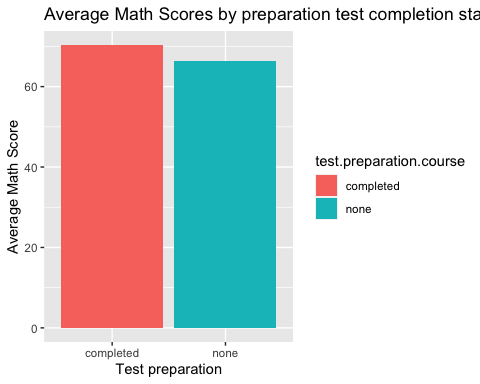 Average Math Scores by preparation test completion sta
Average Math Score
60
40
20
0
completed
none
Test preparation
test.preparation.course
completed
none